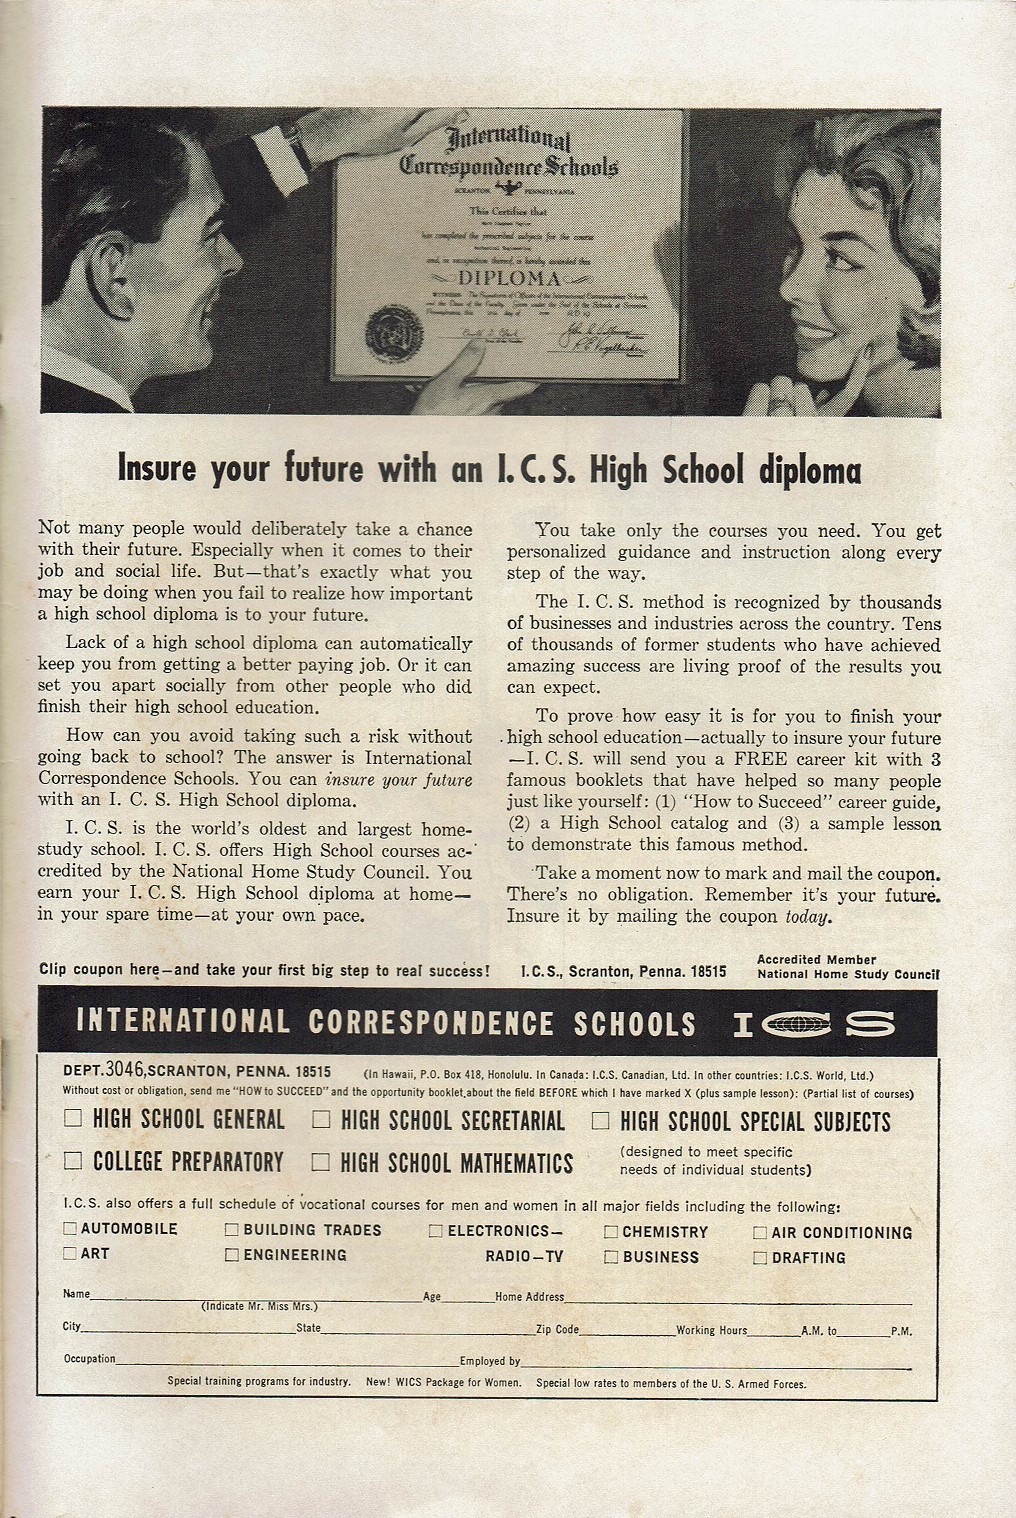 International
Correspondence Schools
SCRANTON, PENNSYLVANIA
This Certifies that
has completed the prescribed subjects for the course
and, in recognition thereof, is hereby awarded this
DIPLOMA
Insure your future with an I.C.S. High School diploma
Not many people would deliberately take a chance
with their future. Especially when it comes to their
job and social life. But—that's exactly what you
may be doing when you fail to realize how important
a high school diploma is to your future.
Lack of a high school diploma can automatically
keep you from getting a better paying job. Or it can
set you apart socially from other people who did
finish their high school education.
How can you avoid taking such a risk without
going back to school? The answer is International
Correspondence Schools. You can insure your future
with an I. C. S. High School diploma.
I. C. S. is the world's oldest and largest home-
study school. I. C. S. offers High School courses ac-
credited by the National Home Study Council. You
earn your I. C. S. High School diploma at home—
in your spare time—at your own pace.
You take only the courses you need. You get
personalized guidance and instruction along every
step of the way.
The I. C. S. method is recognized by thousands
of businesses and industries across the country. Tens
of thousands of former students who have achieved
amazing success are living proof of the results you
can expect.
To prove how easy it is for you to finish your
high school education—actually to insure your future
—I. C. S. will send you a FREE career kit with 3
famous booklets that have helped so many people
just like yourself: (1) "How to Succeed" career guide,
(2) a High School catalog and (3) a sample lesson
to demonstrate this famous method.
Take a moment now to mark and mail the coupon.
There's no obligation. Remember it's your future.
Insure it by mailing the coupon today.
Clip coupon here—and take your first big step to real success!
I.C.S., Scranton, Penna. 18515
Accredited Member
National Home Study Council
INTERNATIONAL CORRESPONDENCE SCHOOLS ICS
DEPT. 3046, SCRANTON, PENNA. 18515 (In Hawaii, P.O. Box 418, Honolulu. In Canada: I.C.S. Canadian, Ltd. In other countries: I.C.S. World, Ltd.)
Without cost or obligation, send me "HOW to SUCCEED" and the opportunity booklet about the field BEFORE which I have marked X (plus sample lesson): (Partial list of courses)
HIGH SCHOOL GENERAL HIGH SCHOOL SECRETARIAL HIGH SCHOOL SPECIAL SUBJECTS
COLLEGE PREPARATORY HIGH SCHOOL MATHEMATICS
(designed to meet specific
needs of individual students)
I.C.S. also offers a full schedule of vocational courses for men and women in all major fields including the following:
AUTOMOBILE BUILDING TRADES ELECTRONICS— CHEMISTRY AIR CONDITIONING
ART ENGINEERING RADIO—TV BUSINESS DRAFTING
Name Age Home Address
(Indicate Mr. Miss Mrs.)
City State Zip Code Working Hours A.M. to P.M.
Occupation Employed by
Special training programs for industry. New! WICS Package for Women. Special low rates to members of the U. S. Armed Forces.